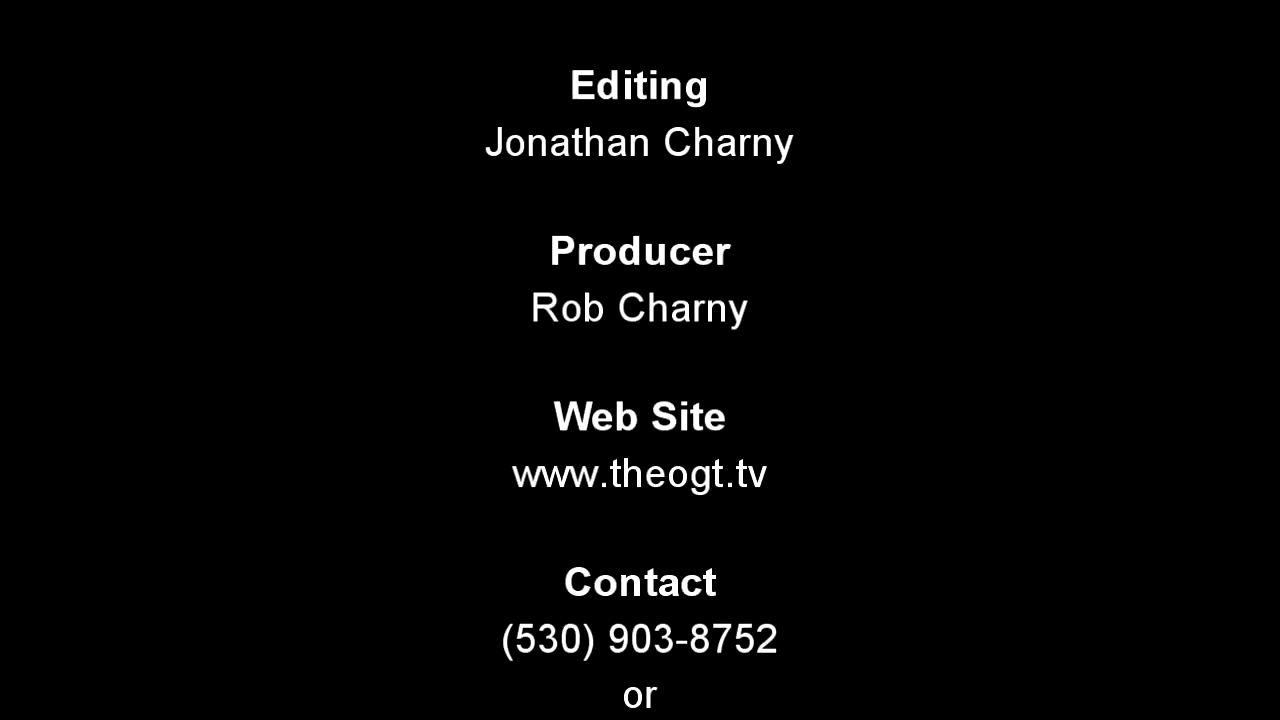 Editing
Jonathan Charny
Producer
Rob Charny
Web Site
www.theogt.tv
Contact
(530) 903-8752
or